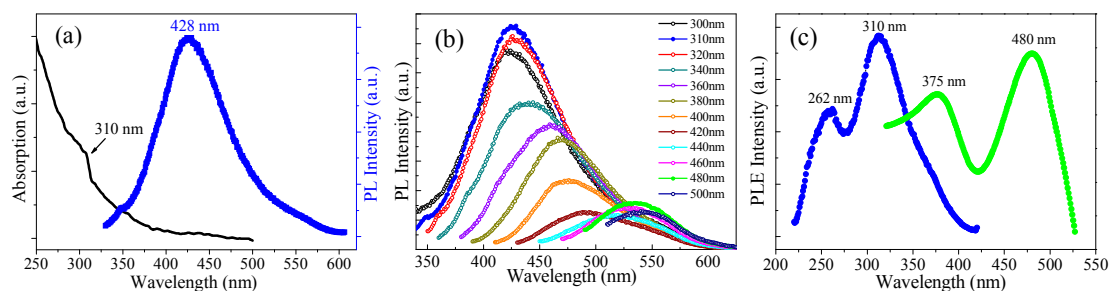 (a)
428 nm
310 nm
Absorption (a.u.)
PL Intensity (a.u.)
250 300 350 400 450 500 550 600
Wavelength (nm)
(b)
300nm
310nm
320nm
340nm
360nm
380nm
400nm
420nm
440nm
460nm
480nm
500nm
PL Intensity (a.u.)
350 400 450 500 550 600
Wavelength (nm)
(c)
310 nm
480 nm
375 nm
262 nm
PLE Intensity (a.u.)
200 250 300 350 400 450 500 550
Wavelength (nm)